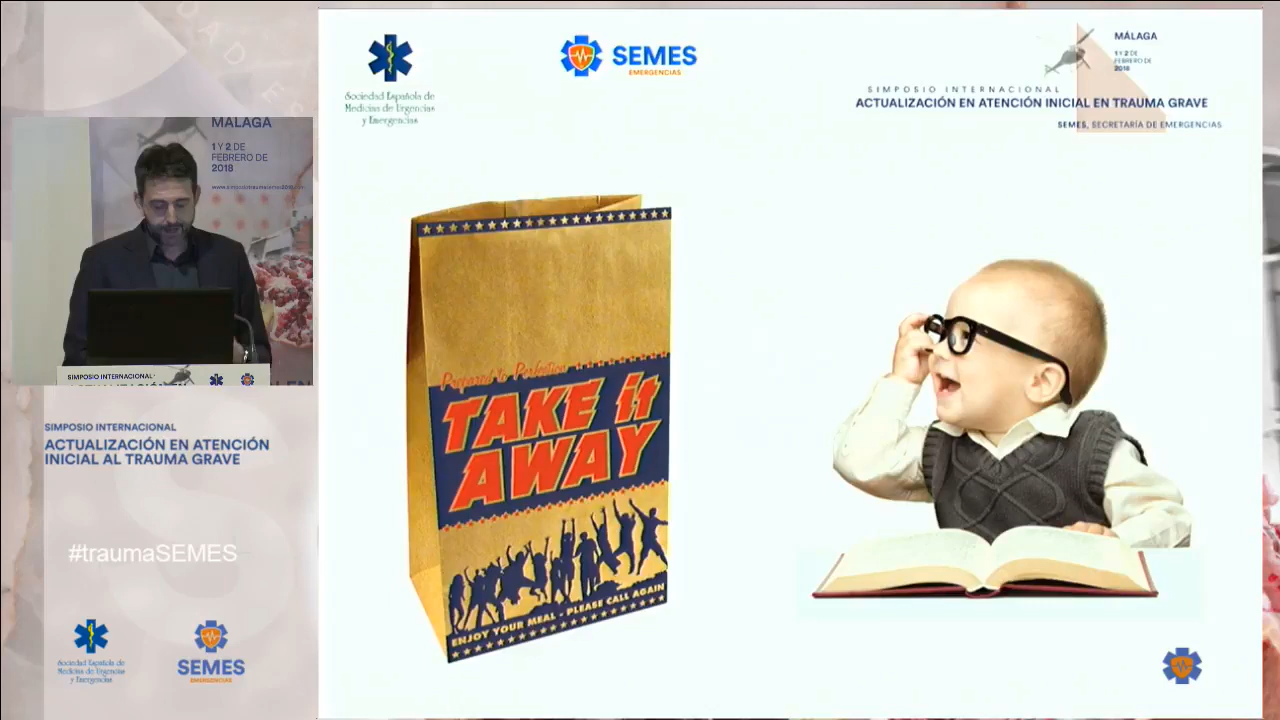 MALAGA
1 Y 2 DE
FEBRERO DE
2018
SIMPOSIO INTERNACIONAL
SIMPOSIO INTERNACIONAL
ACTUALIZACIÓN EN ATENCIÓN
INICIAL AL TRAUMA GRAVE
#traumaSEMES
Sociedad Española de
Medicina de Urgencias
y Emergencias
SEMES
EMERGENCIAS
Sociedad Española de
Medicina de Urgencias
y Emergencias
SEMES
EMERGENCIAS
MÁLAGA
1 Y 2 DE
FEBRERO DE
2018
SIMPOSIO INTERNACIONAL
ACTUALIZACIÓN EN ATENCIÓN INICIAL EN TRAUMA GRAVE
SEMES, SECRETARÍA DE EMERGENCIAS
Prepared to Perfection
TAKE it
AWAY
ENJOY YOUR MEAL - PLEASE CALL AGAIN